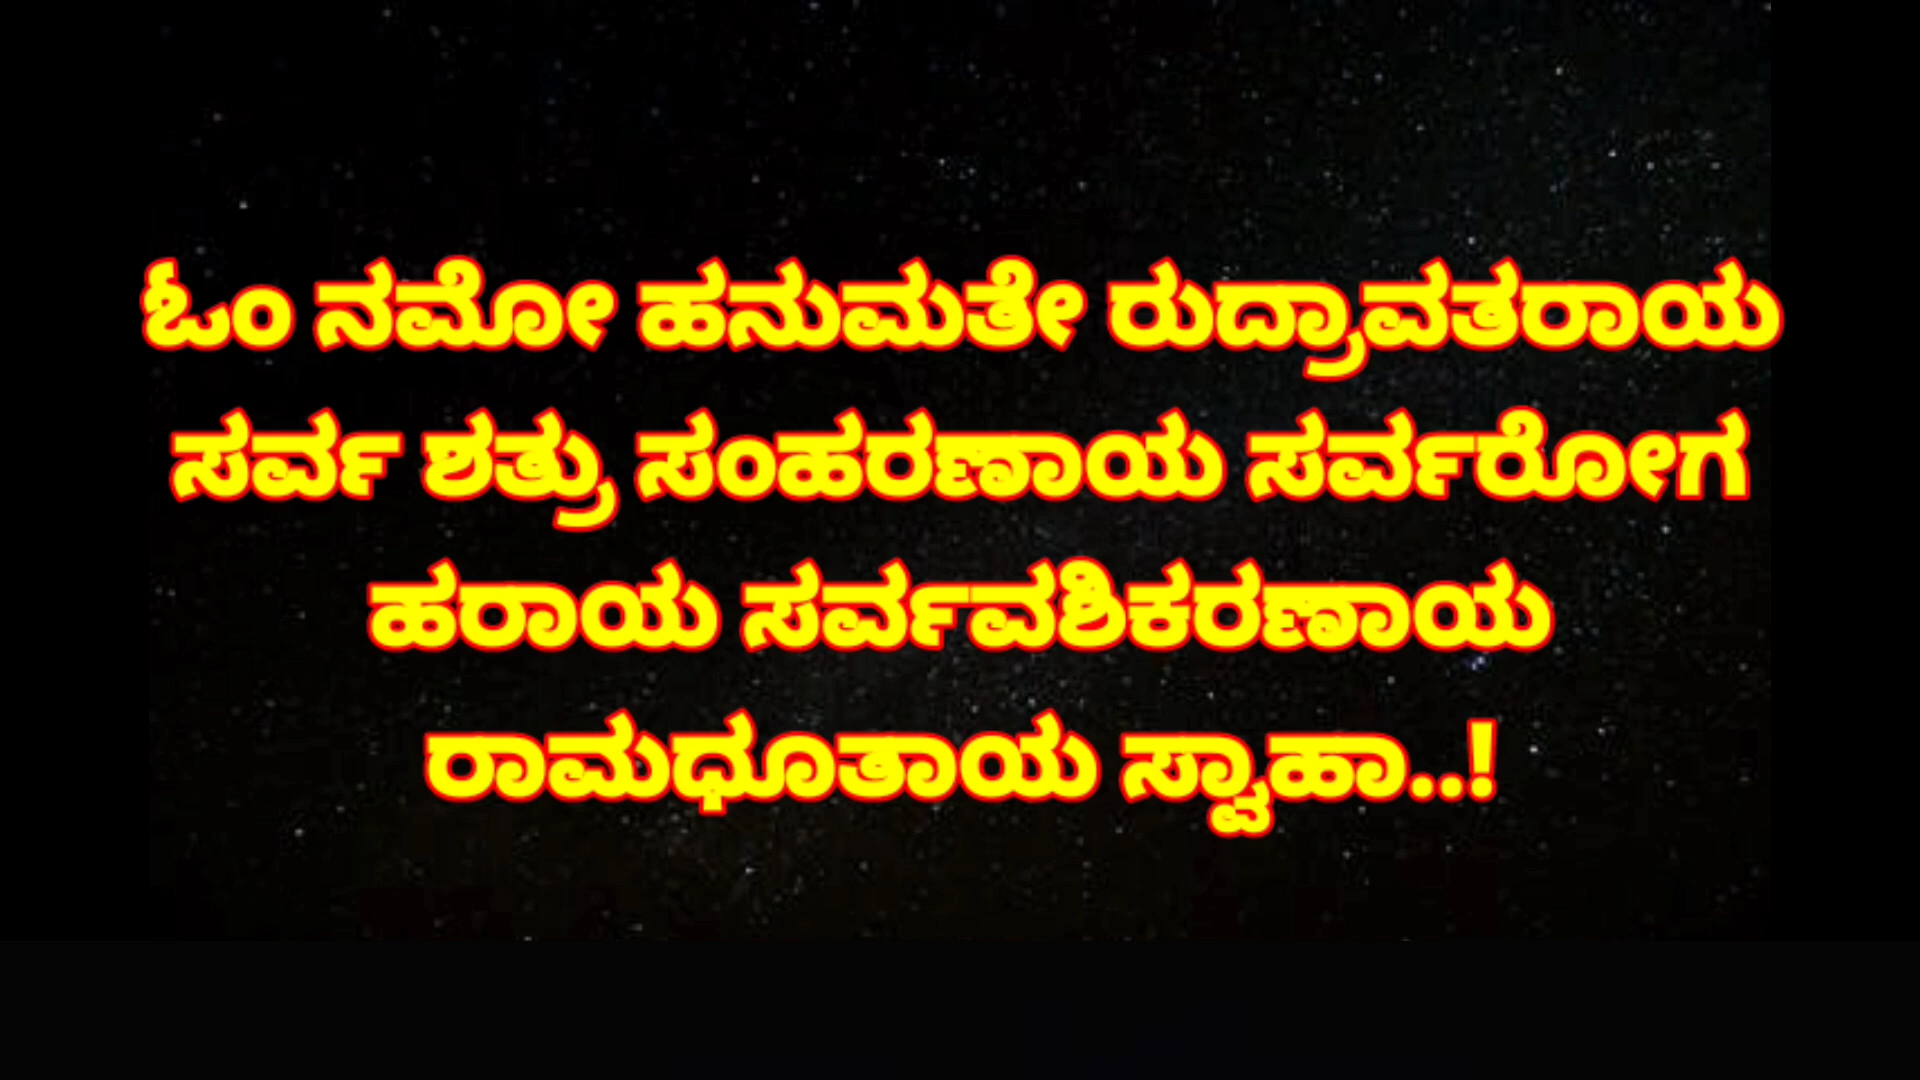 ಓಂ ನಮೋ ಹನುಮತೇ ರುದ್ರಾವತರಾಯ
ಸರ್ವ ಶತ್ರು ಸಂಹರಣಾಯ ಸರ್ವರೋಗ
ಹರಾಯ ಸರ್ವವಶಿಕರಣಾಯ
ರಾಮಧೂತಾಯ ಸ್ವಾಹಾ..!